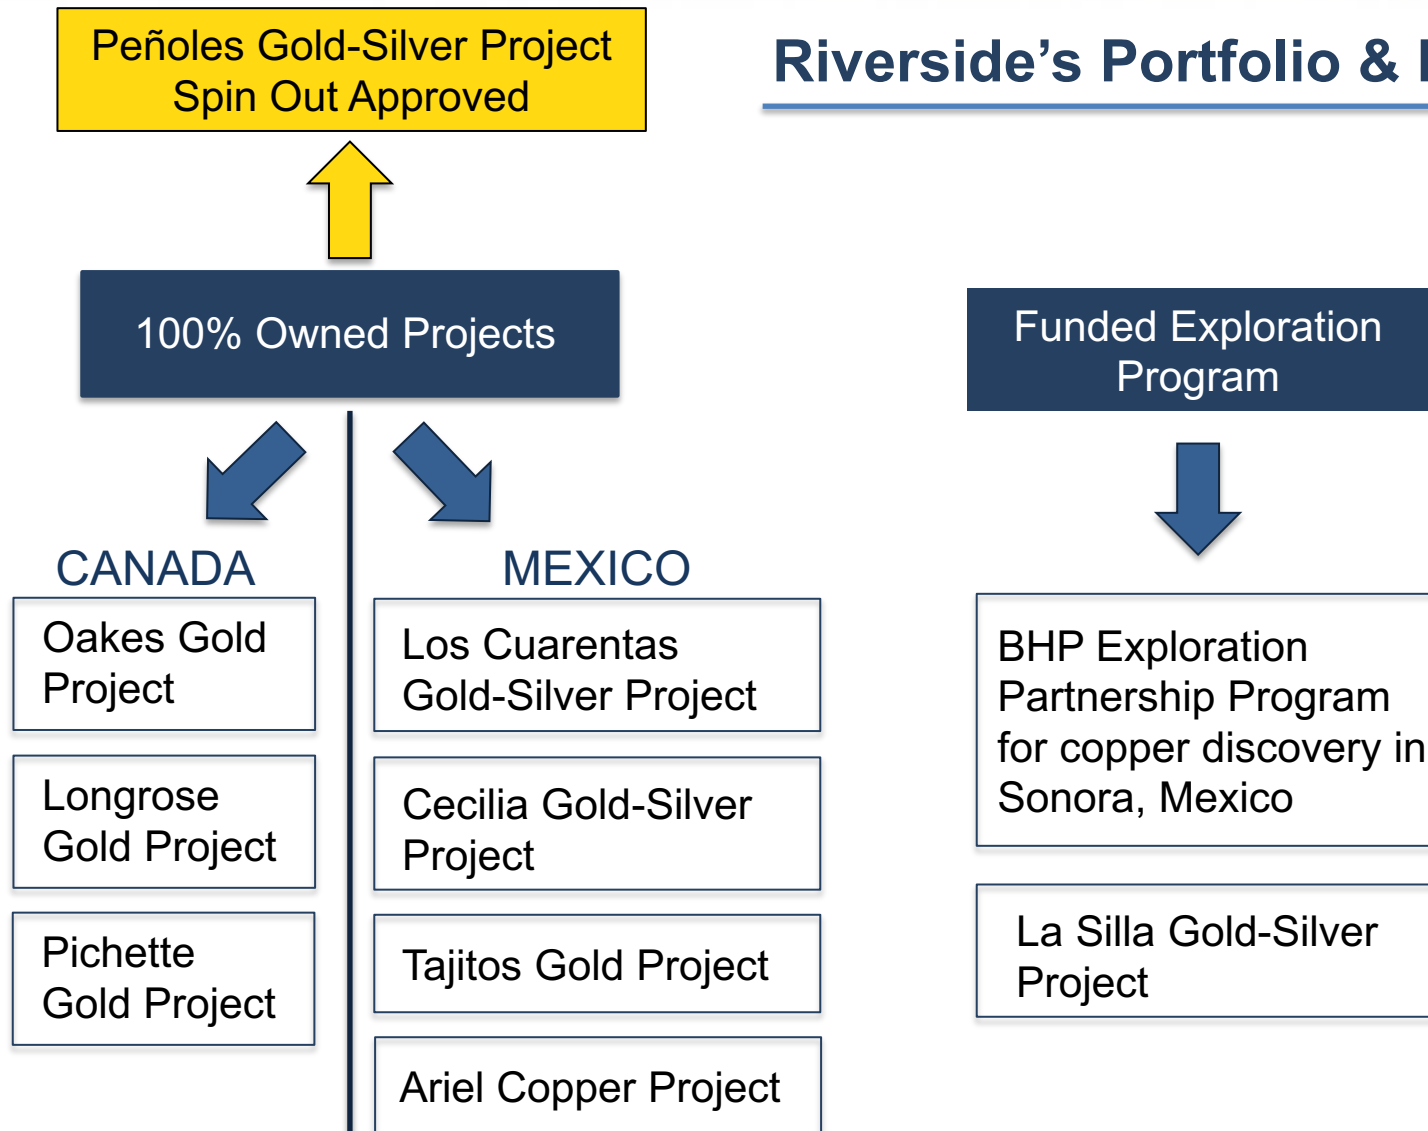 Peñoles Gold-Silver Project
Spin Out Approved
Riverside's Portfolio &
100% Owned Projects
Funded Exploration
Program
CANADA
Oakes Gold
Project
Longrose
Gold Project
Pichette
Gold Project
MEXICO
Los Cuarentas
Gold-Silver Project
Cecilia Gold-Silver
Project
Tajitos Gold Project
Ariel Copper Project
BHP Exploration
Partnership Program
for copper discovery in
Sonora, Mexico
La Silla Gold-Silver
Project